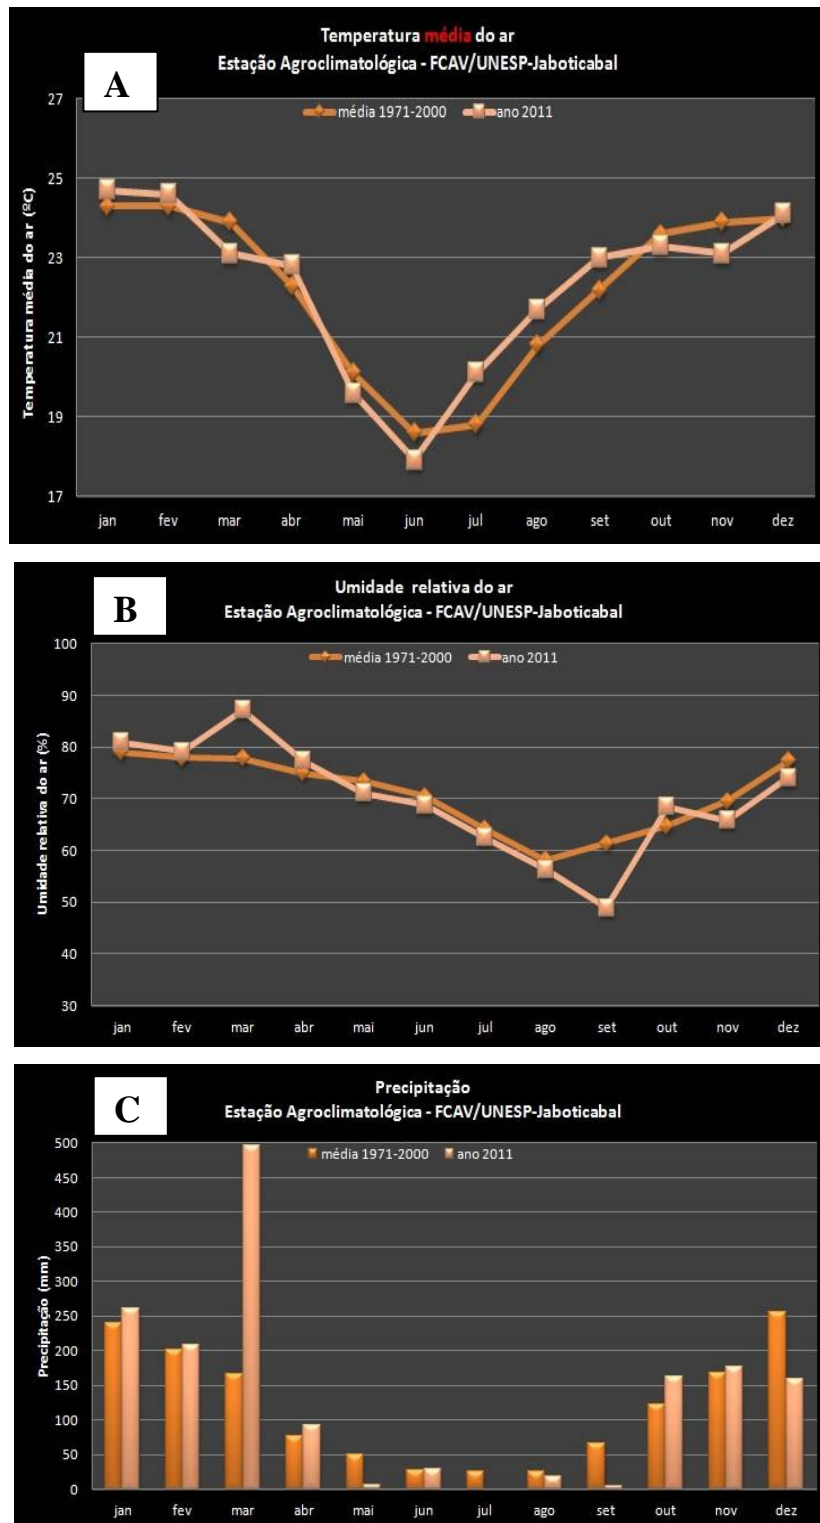 A
Temperatura média do ar
Estação Agroclimatológica - FCAV/UNESP-Jaboticabal
média 1971-2000 ano 2011
Temperatura média do ar (ºC)
27
25
23
21
19
17
jan fev mar abr mai jun jul ago set out nov dez
B
Umidade relativa do ar
Estação Agroclimatológica - FCAV/UNESP-Jaboticabal
média 1971-2000 ano 2011
Umidade relativa do ar (%)
100
90
80
70
60
50
40
30
jan fev mar abr mai jun jul ago set out nov dez
C
Precipitação
Estação Agroclimatológica - FCAV/UNESP-Jaboticabal
média 1971-2000 ano 2011
Precipitação (mm)
500
450
400
350
300
250
200
150
100
50
0
jan fev mar abr mai jun jul ago set out nov dez